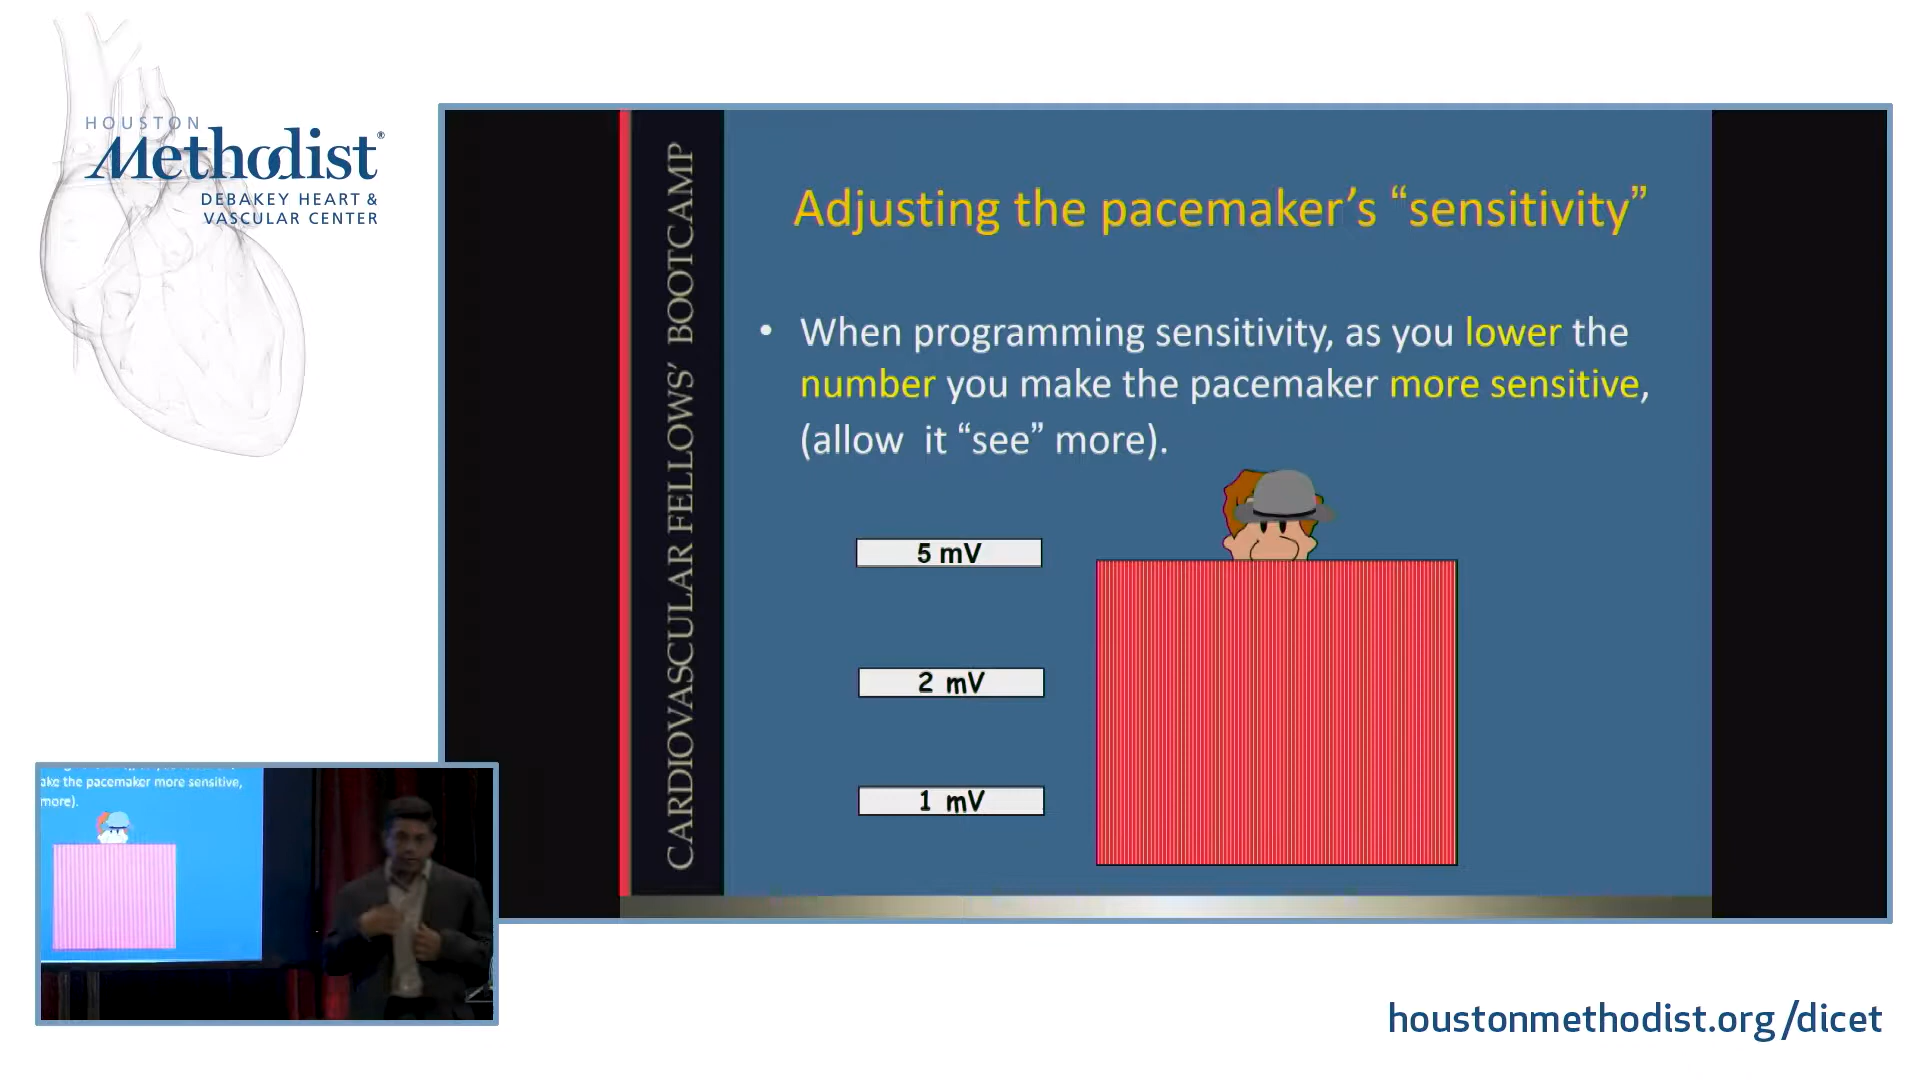 HOUSTON
Methodist®
DEBAKEY HEART &
VASCULAR CENTER
CARDIOVASCULAR FELLOWS’ BOOTCAMP
Adjusting the pacemaker’s “sensitivity”
• When programming sensitivity, as you lower the
number you make the pacemaker more sensitive,
(allow it “see” more).
5 mV
2 mV
1 mV
ake the pacemaker more sensitive,
more).
houstonmethodist.org/dicet